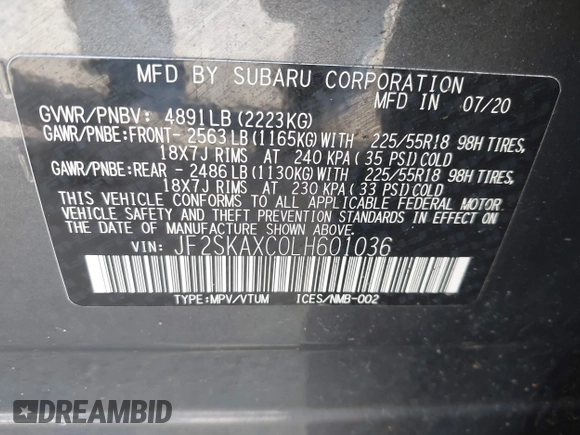 MFD BY SUBARU CORPORATION
GVWR/PNBV: 4891LB (2223KG) MFD IN 07/20
GAWR/PNBE:FRONT- 2563LB(1165KG)WITH 225/55R18 98H TIRES,
18X7J RIMS AT 240 KPA (35 PSI)COLD
GAWR/PNBE:REAR - 2486LB(1130KG)WITH 225/55R18 98H TIRES,
18X7J RIMS AT 230 KPA (33 PSI)COLD
THIS VEHICLE CONFORMS TO ALL APPLICABLE FEDERAL MOTOR
VEHICLE SAFETY AND THEFT PREVENTION STANDARDS IN EFFECT ON
THE DATE OF MANUFACTURE SHOWN ABOVE.
VIN: JF2SKAXC0LH601036
TYPE:MPV/VTUM ICES/NMB-002
DREAMBID